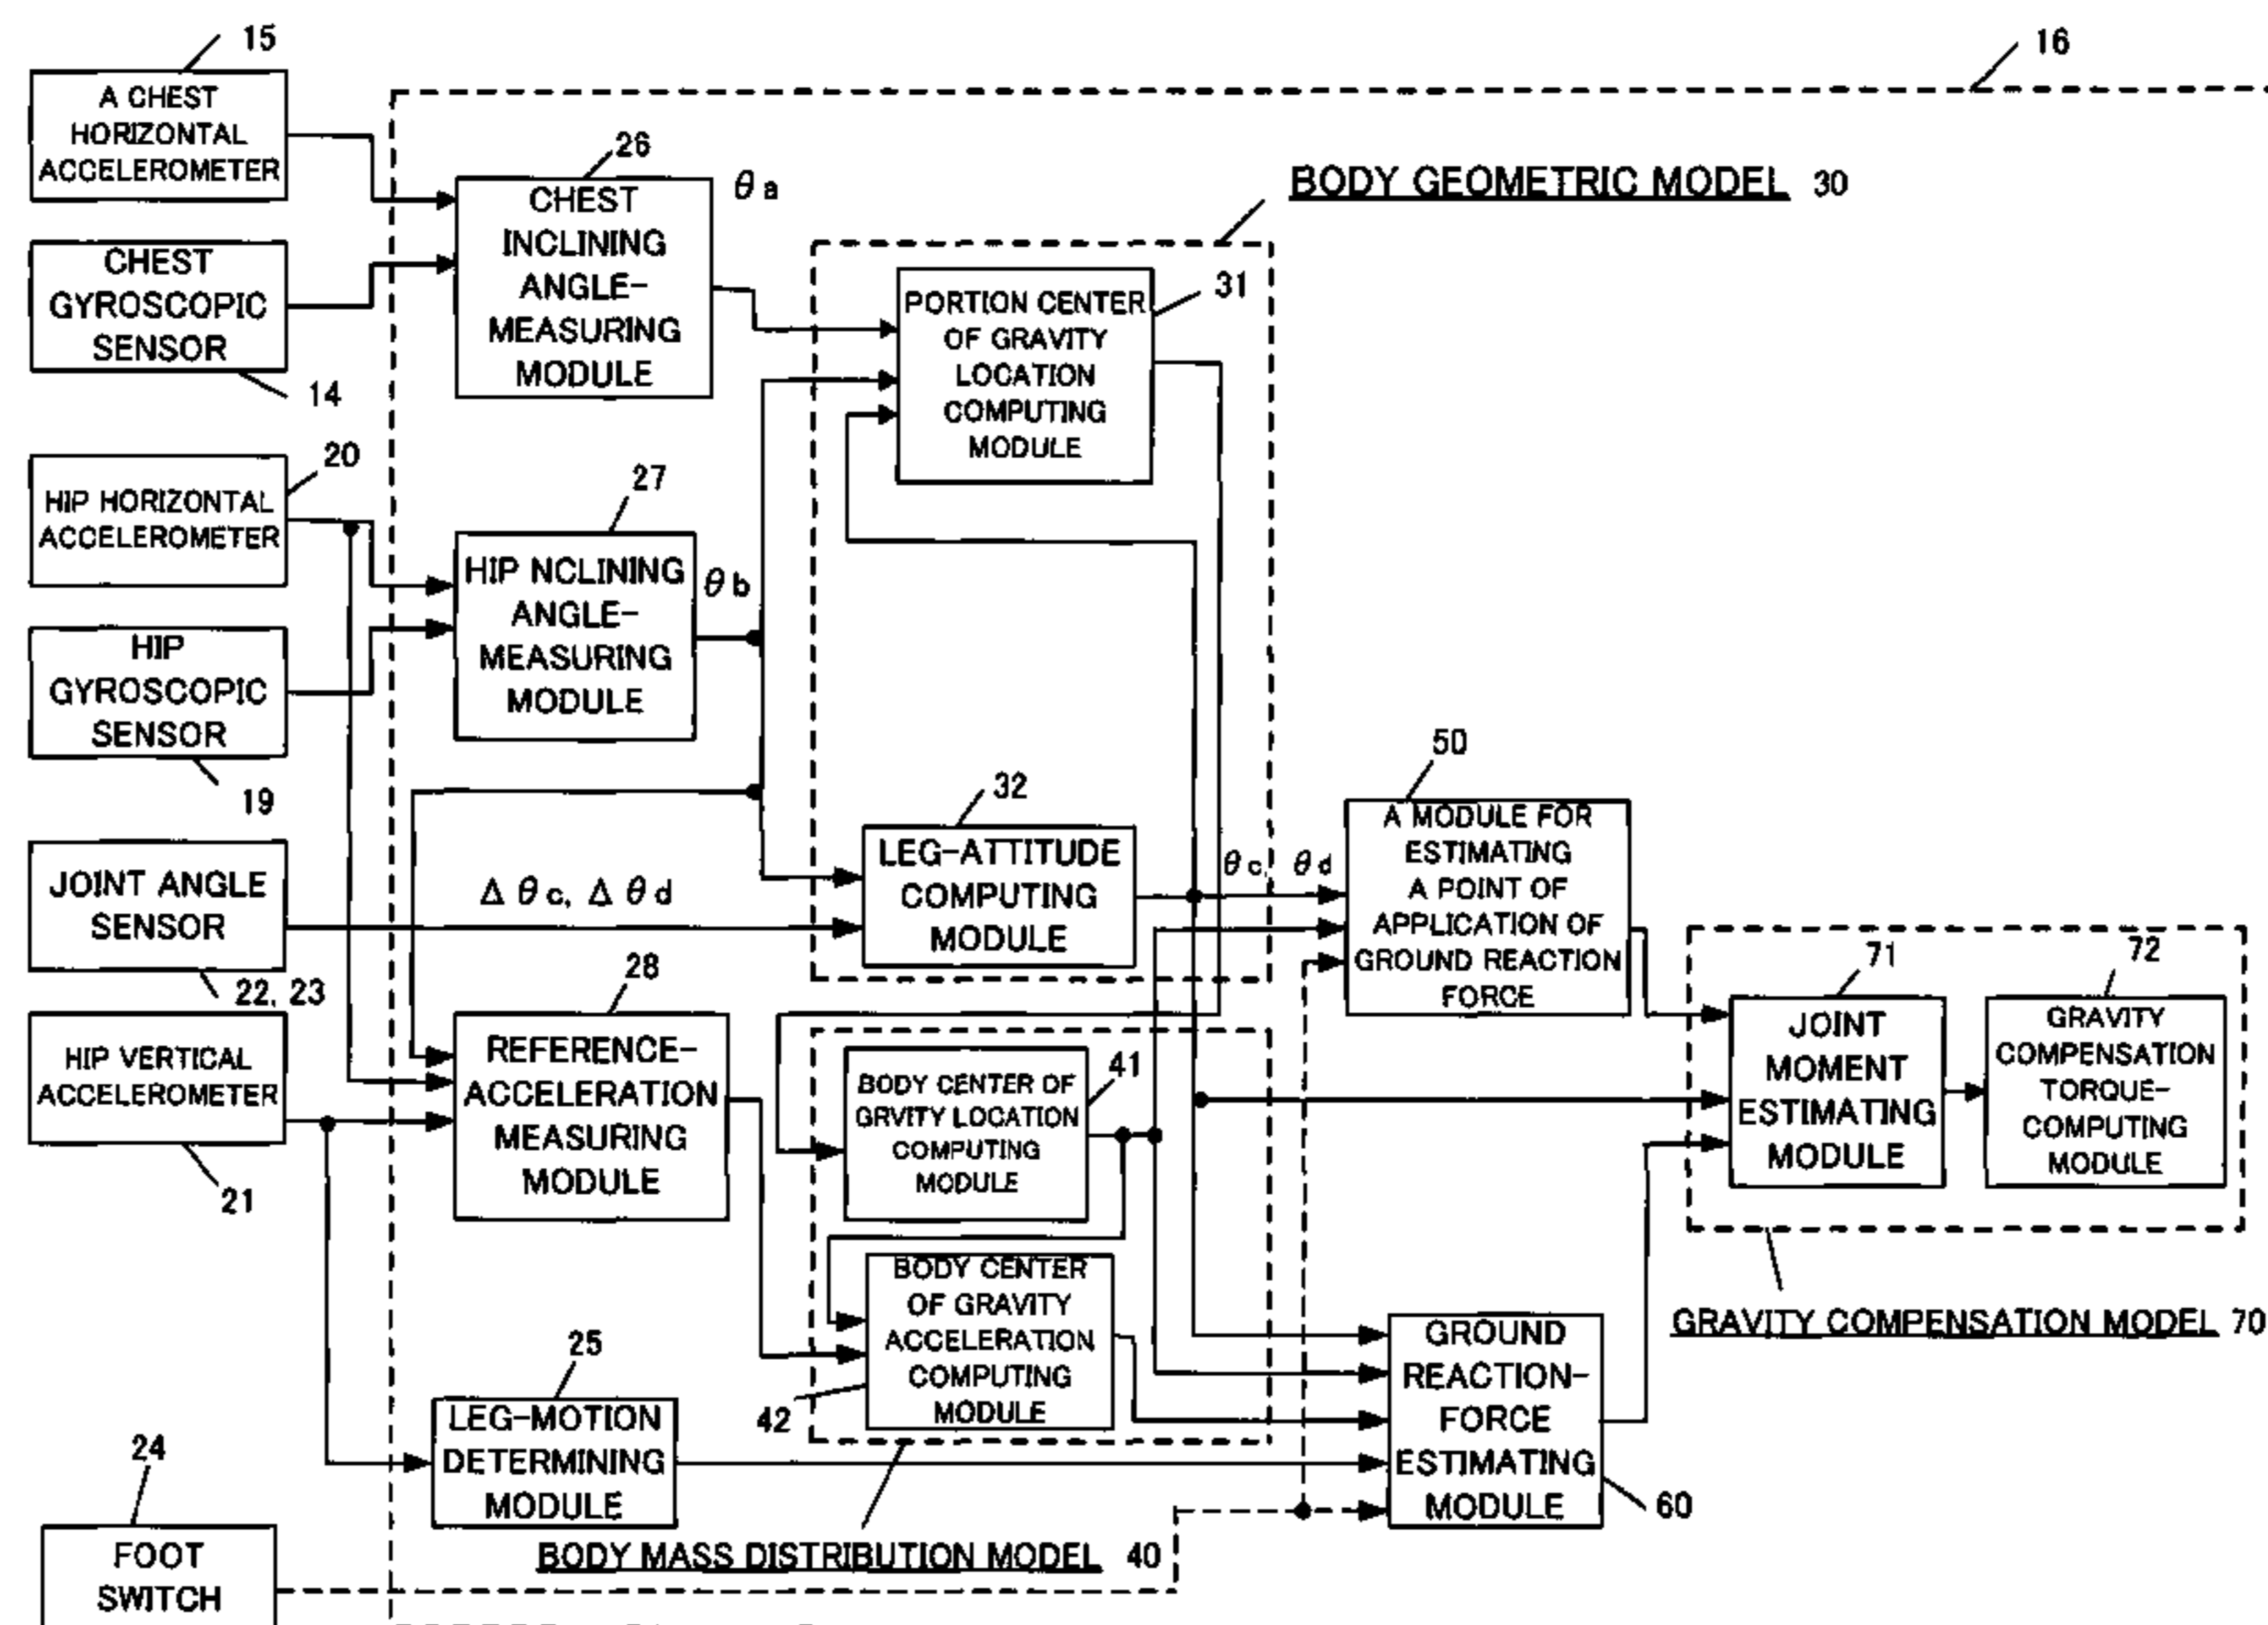 15
16
A CHEST
HORIZONTAL
ACCELEROMETER
CHEST
GYROSCOPIC
SENSOR
14
26
CHEST
INCLINING
ANGLE-
MEASURING
MODULE
θa
BODY GEOMETRIC MODEL 30
31
PORTION CENTER
OF GRAVITY
LOCATION
COMPUTING
MODULE
20
HIP HORIZONTAL
ACCELEROMETER
27
HIP NCLINING
ANGLE-
MEASURING
MODULE
θb
HIP
GYROSCOPIC
SENSOR
19
32
LEG-ATTITUDE
COMPUTING
MODULE
θc, θd
50
A MODULE FOR
ESTIMATING
A POINT OF
APPLICATION OF
GROUND REACTION
FORCE
JOINT ANGLE
SENSOR
22, 23
Δθc, Δθd
28
REFERENCE-
ACCELERATION
MEASURING
MODULE
HIP VERTICAL
ACCELEROMETER
21
41
BODY CENTER OF
GRVITY LOCATION
COMPUTING
MODULE
71
JOINT
MOMENT
ESTIMATING
MODULE
72
GRAVITY
COMPENSATION
TORQUE-
COMPUTING
MODULE
GRAVITY COMPENSATION MODEL 70
BODY CENTER
OF GRAVITY
ACCELERATION
COMPUTING
MODULE
42
25
LEG-MOTION
DETERMINING
MODULE
GROUND
REACTION-
FORCE
ESTIMATING
MODULE
60
24
FOOT
SWITCH
BODY MASS DISTRIBUTION MODEL 40